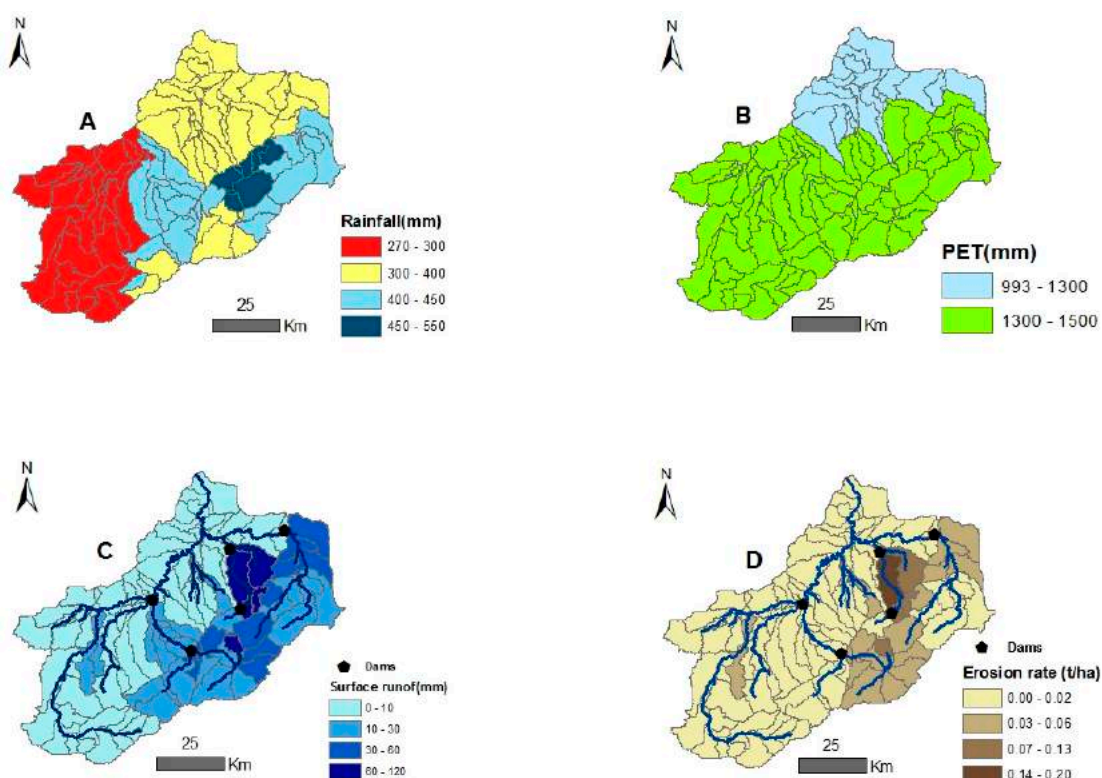 N
A
Rainfall(mm)
270 - 300
300 - 400
400 - 450
450 - 550
25
Km
N
B
PET(mm)
993 - 1300
1300 - 1500
25
Km
N
C
Dams
Surface runof(mm)
0 - 10
10 - 30
30 - 60
60 - 120
25
Km
N
D
Dams
Erosion rate (t/ha)
0.00 - 0.02
0.03 - 0.06
0.07 - 0.13
0.14 - 0.20
25
Km